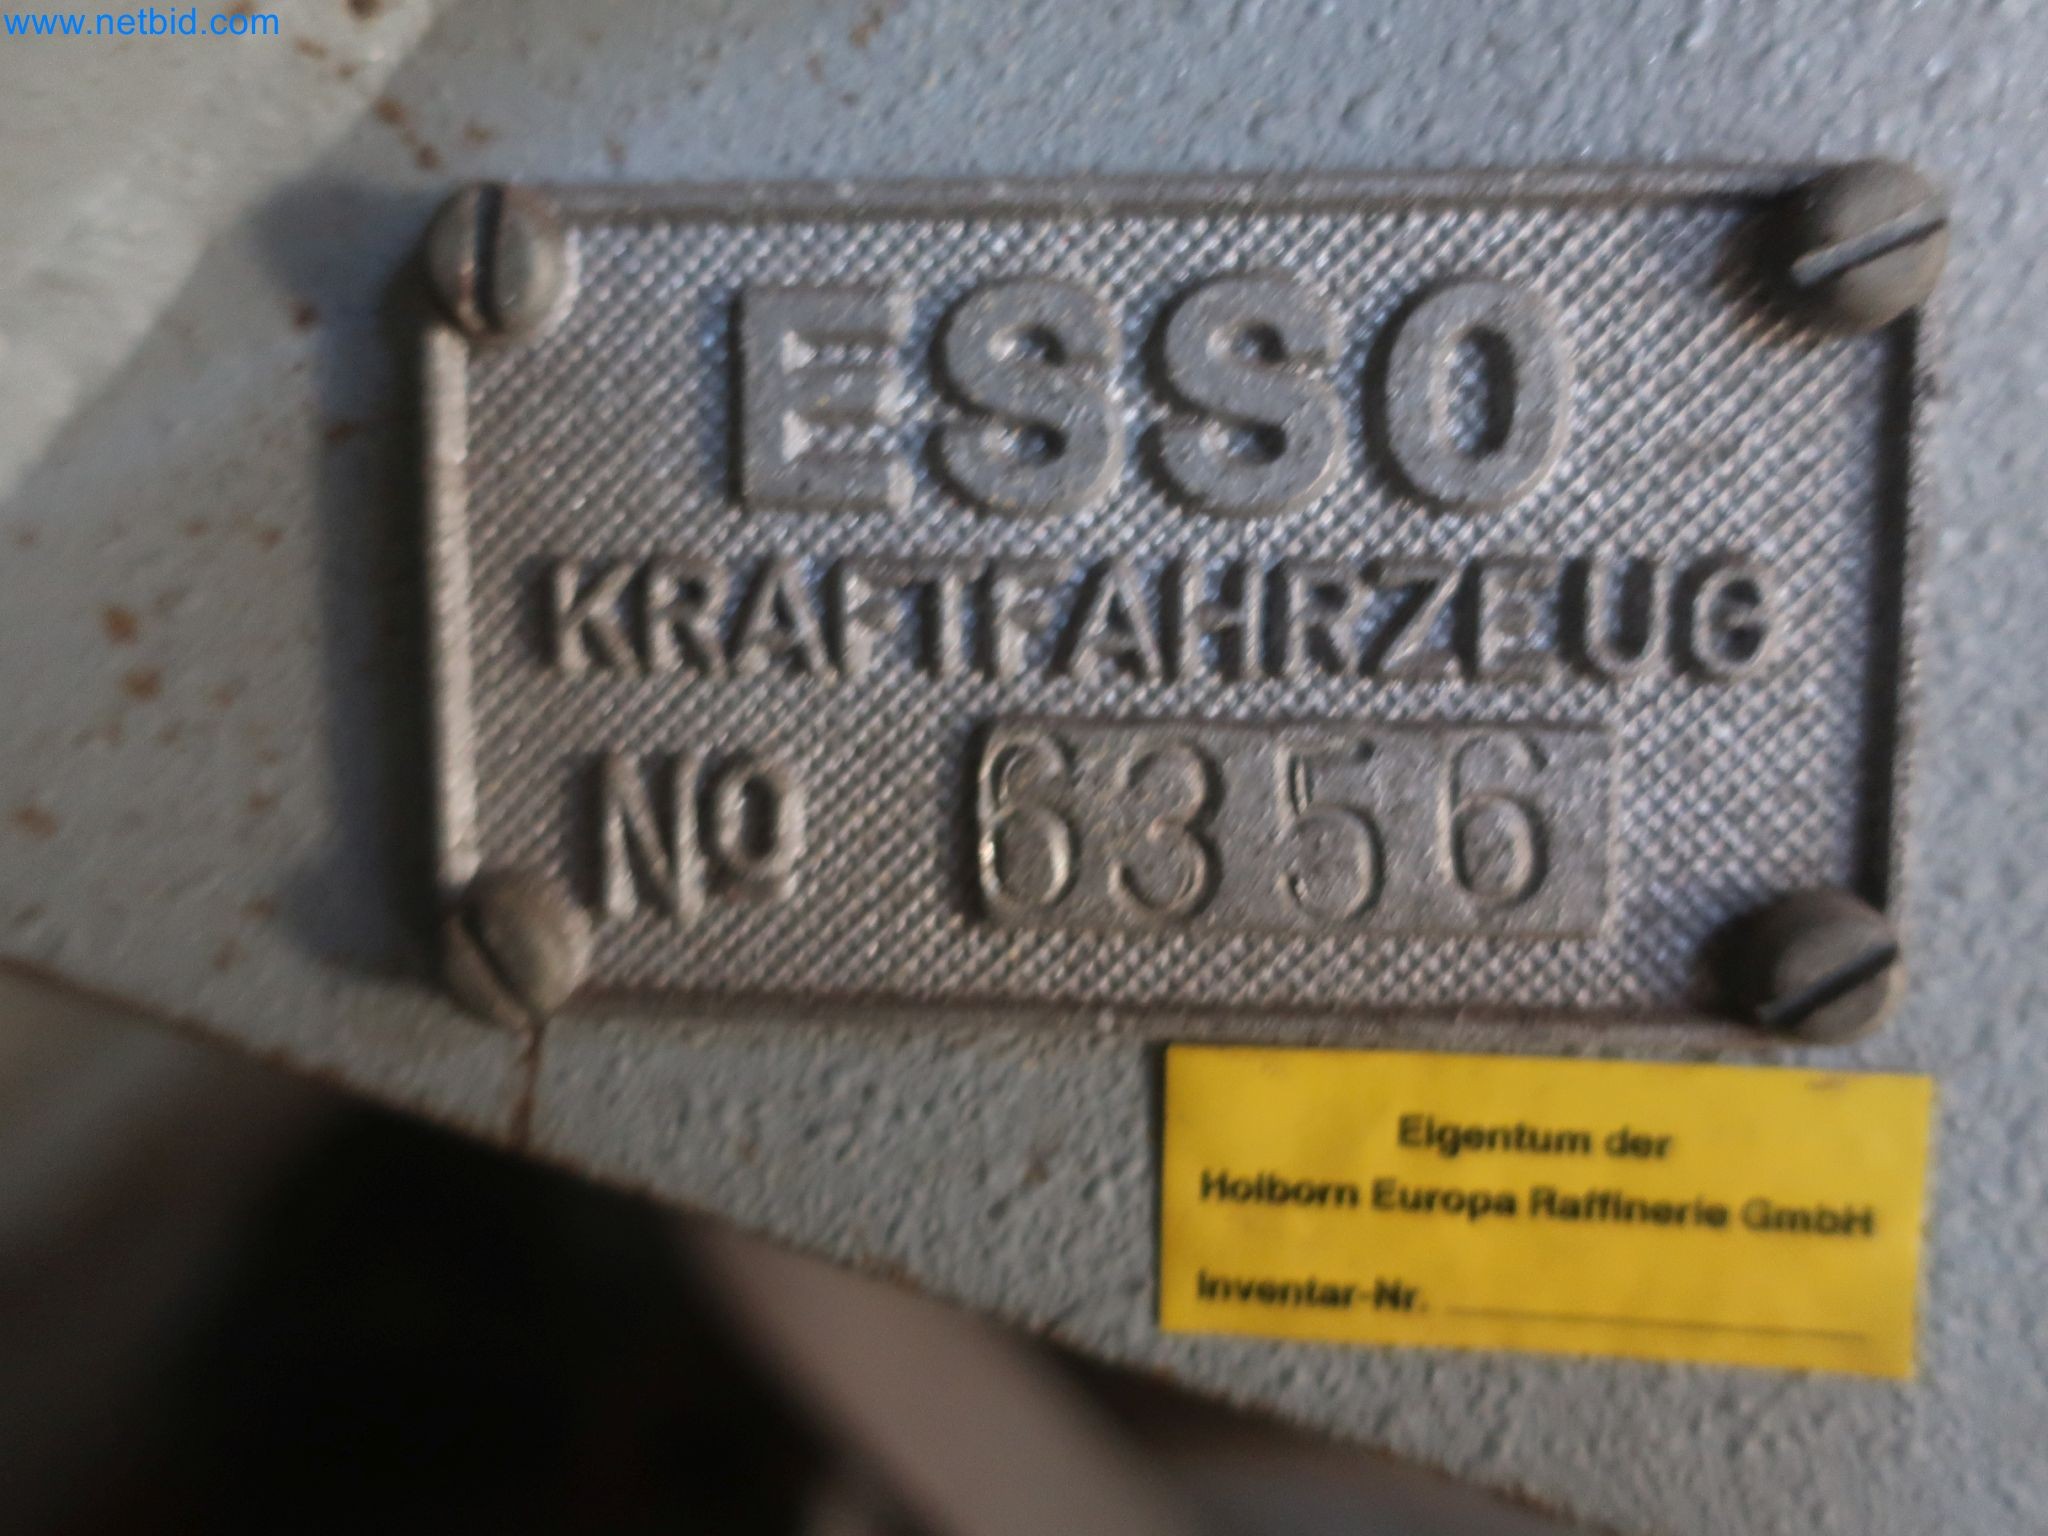 www.netbid.com
ESSO
KRAFTFAHRZEUG
No 6356
Eigentum der
Holborn Europa Raffinerie GmbH
Inventar-Nr.